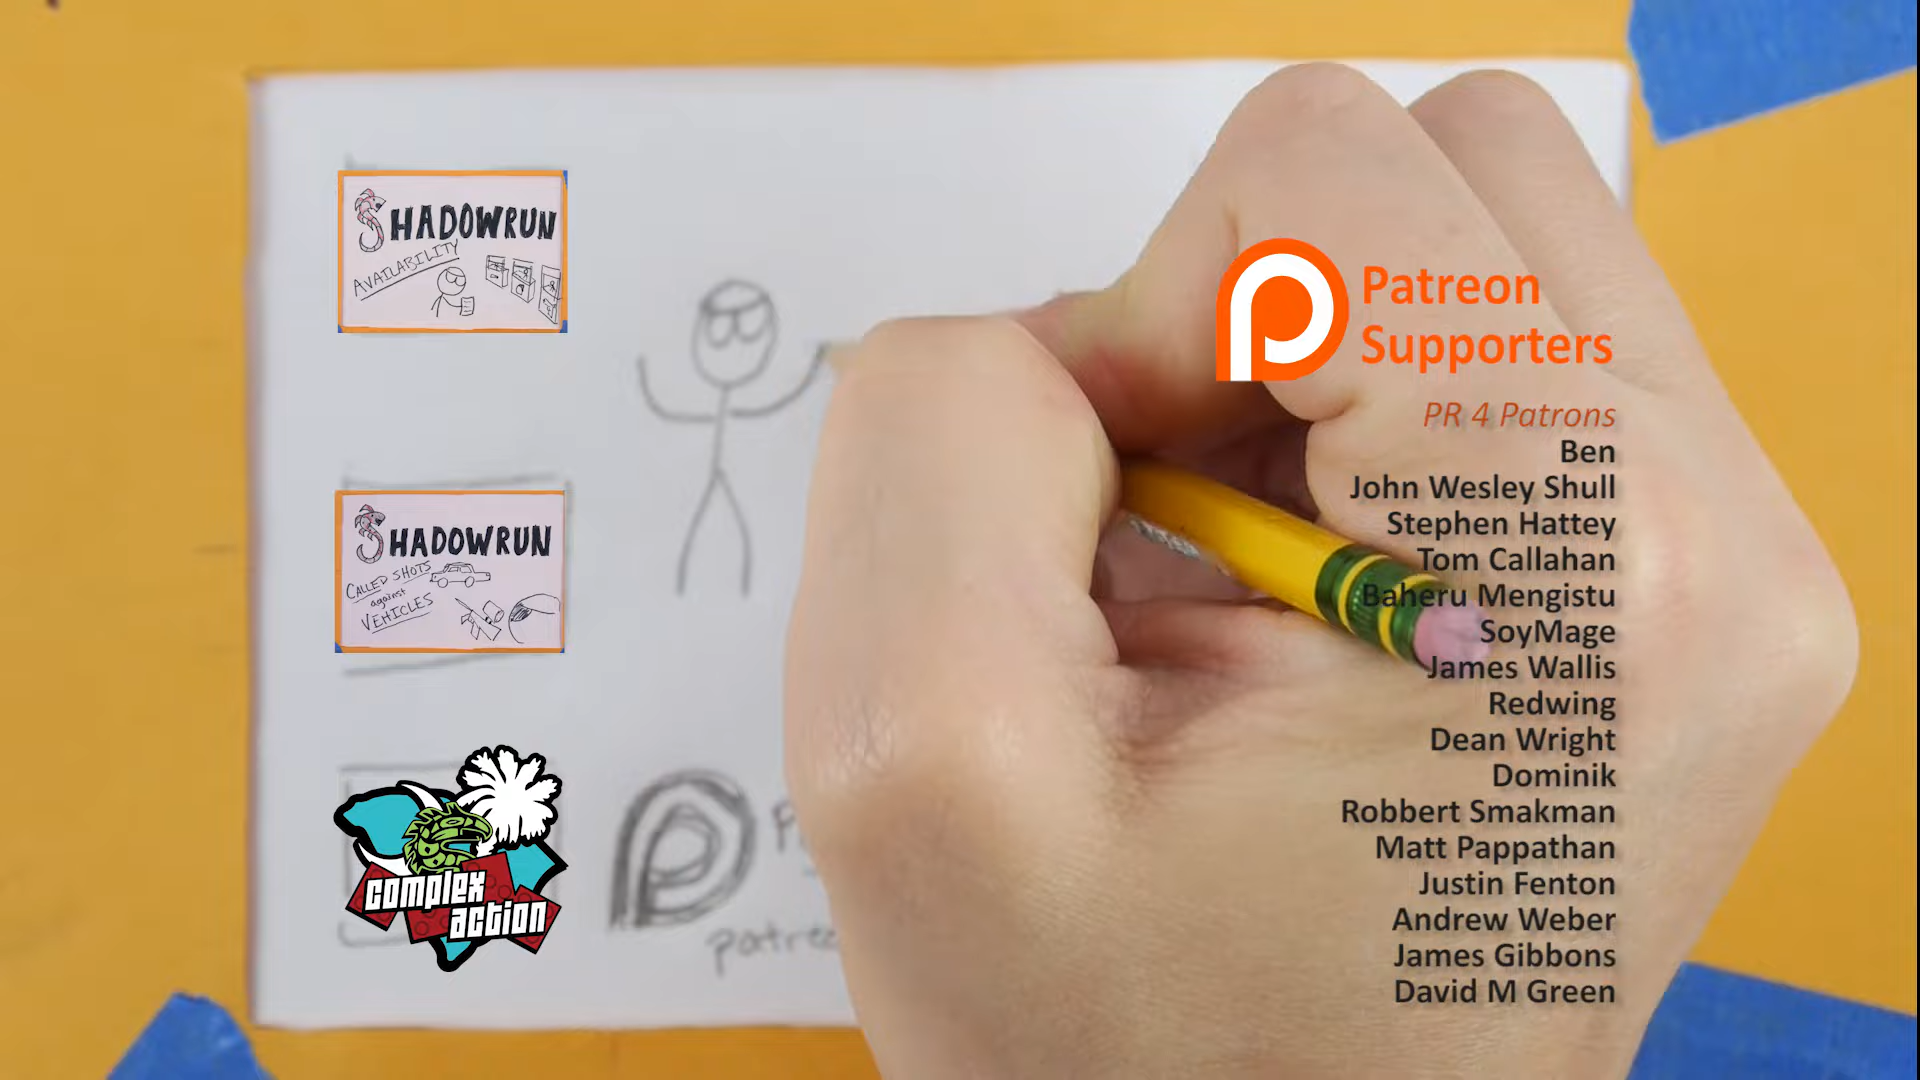 SHADOWRUN
AVAILABILITY
SHADOWRUN
CALLED SHOTS
against
VEHICLES
complex
action
patre
Patreon
Supporters
PR 4 Patrons
Ben
John Wesley Shull
Stephen Hattey
Tom Callahan
Baheru Mengistu
SoyMage
James Wallis
Redwing
Dean Wright
Dominik
Robbert Smakman
Matt Pappathan
Justin Fenton
Andrew Weber
James Gibbons
David M Green